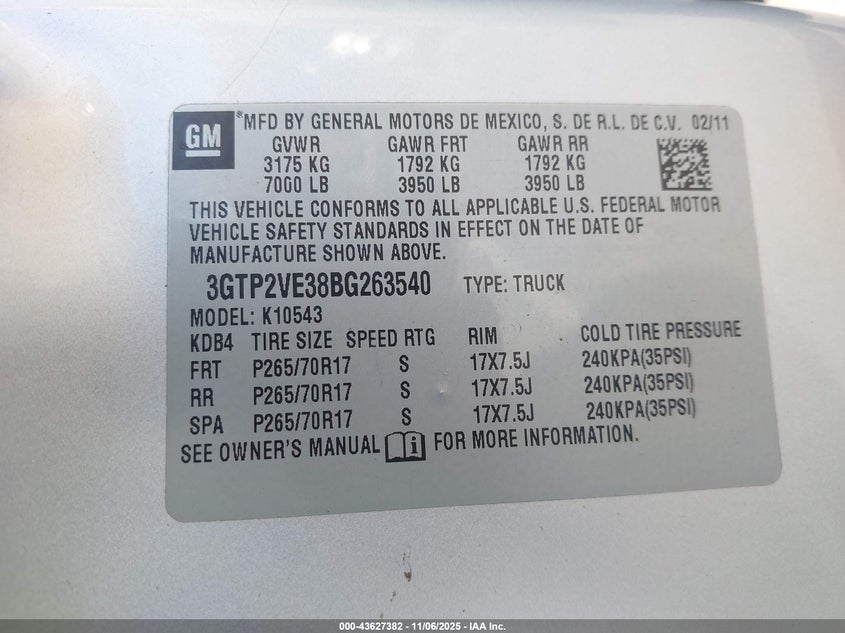 GM
®MFD BY GENERAL MOTORS DE MEXICO, S. DE R.L. DE C.V. 02/11
GVWR GAWR FRT GAWR RR
3175 KG 1792 KG 1792 KG
7000 LB 3950 LB 3950 LB
THIS VEHICLE CONFORMS TO ALL APPLICABLE U.S. FEDERAL MOTOR
VEHICLE SAFETY STANDARDS IN EFFECT ON THE DATE OF
MANUFACTURE SHOWN ABOVE.
3GTP2VE38BG263540 TYPE: TRUCK
MODEL: K10543
KDB4 TIRE SIZE SPEED RTG RIM COLD TIRE PRESSURE
FRT P265/70R17 S 17X7.5J 240KPA(35PSI)
RR P265/70R17 S 17X7.5J 240KPA(35PSI)
SPA P265/70R17 S 17X7.5J 240KPA(35PSI)
SEE OWNER'S MANUAL i FOR MORE INFORMATION.
000-43627382 - 11/06/2025 - IAA Inc.